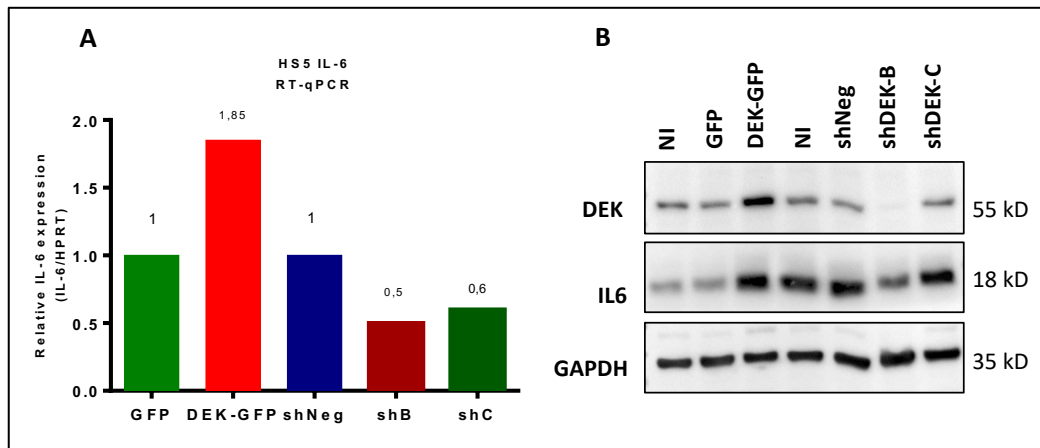 A
HS5 IL-6
RT-qPCR
Relative IL-6 expression
(IL-6/HPRT)
2.0
1.5
1.0
0.5
0.0
1
1,85
1
0,5
0,6
GFP DEK-GFP shNeg shB shC
B
NI GFP DEK-GFP NI shNeg shDEK-B shDEK-C
DEK 55 kD
IL6 18 kD
GAPDH 35 kD